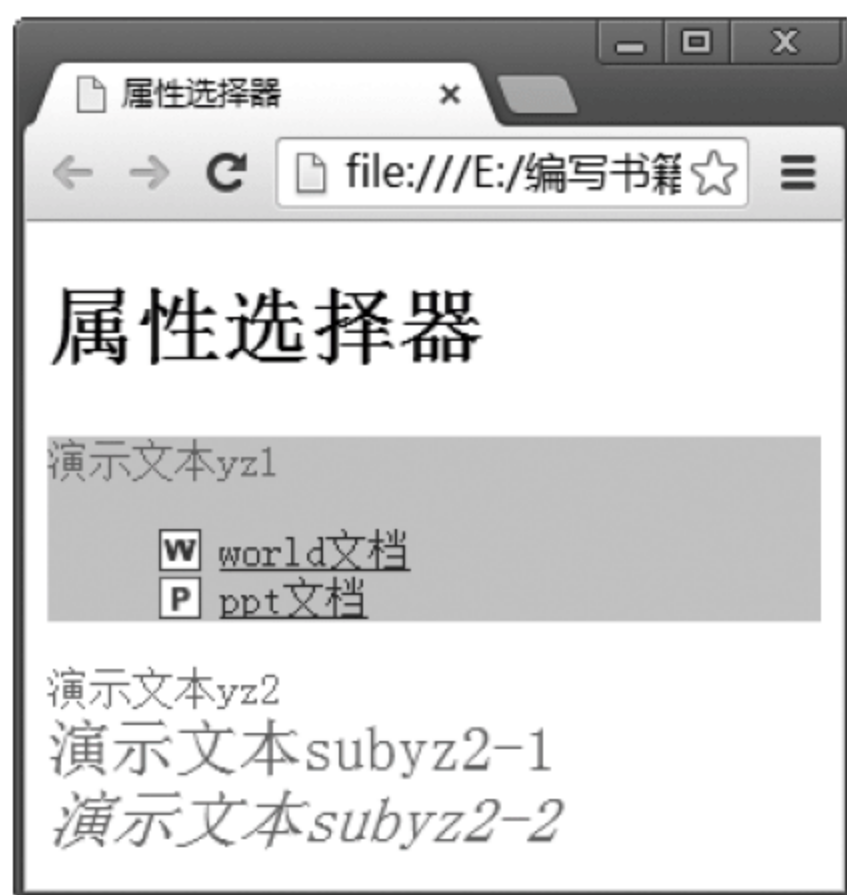 属性选择器
file:///E:/编写书籍
属性选择器
演示文本yz1
W world文档
P ppt文档
演示文本yz2
演示文本subyz2-1
演示文本subyz2-2